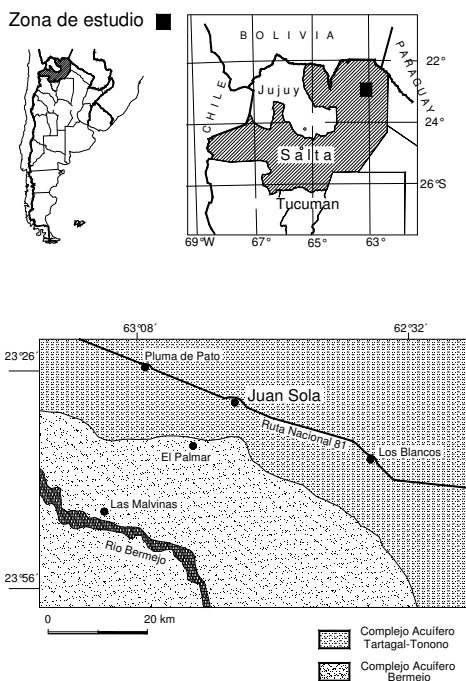 Zona de estudio
BOLIVIA
PARAGUAY
CHILE
Jujuy
Salta
Tucuman
22°
24°
26°S
69°W
67°
65°
63°
63°08´
62°32´
23°26´
Pluma de Pato
Juan Sola
Ruta Nacional 81
Los Blancos
El Palmar
Las Malvinas
Río Bermejo
23°56´
0
20 km
Complejo Acuífero
Tartagal-Tonono
Complejo Acuífero
Bermejo